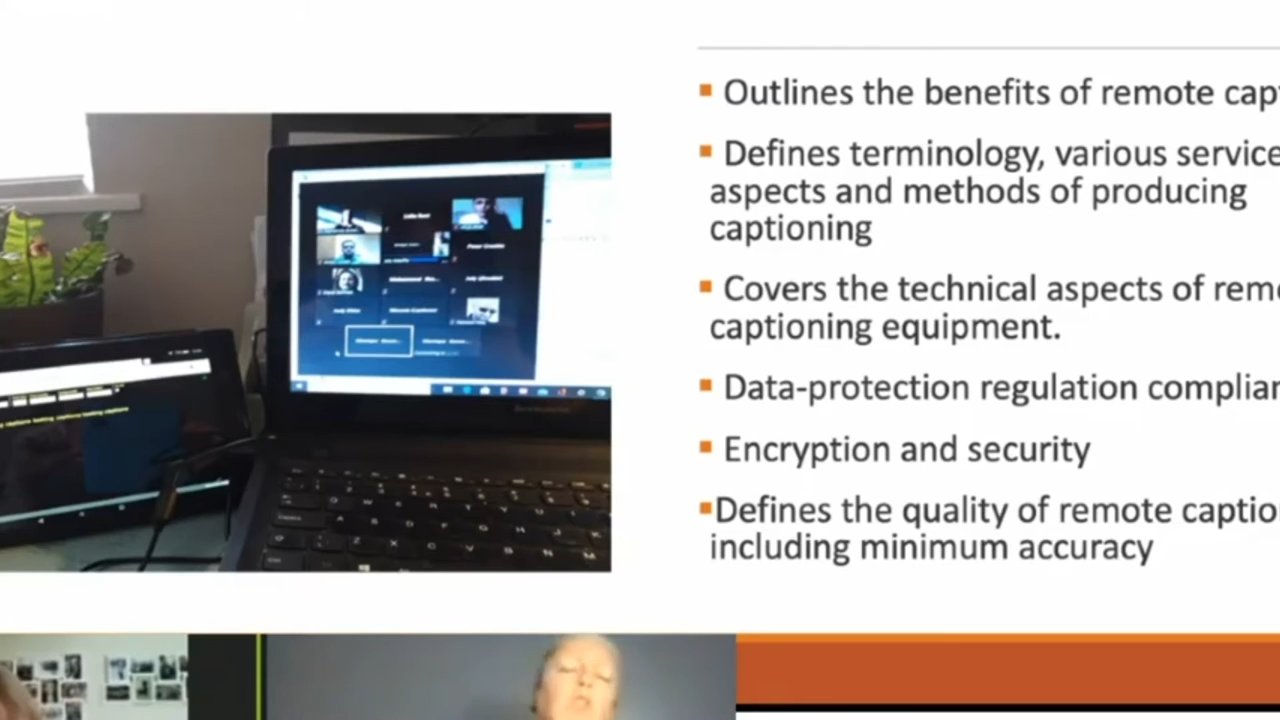 Outlines the benefits of remote cap
Defines terminology, various service
aspects and methods of producing
captioning
Covers the technical aspects of rem
captioning equipment.
Data-protection regulation complian
Encryption and security
Defines the quality of remote captio
including minimum accuracy